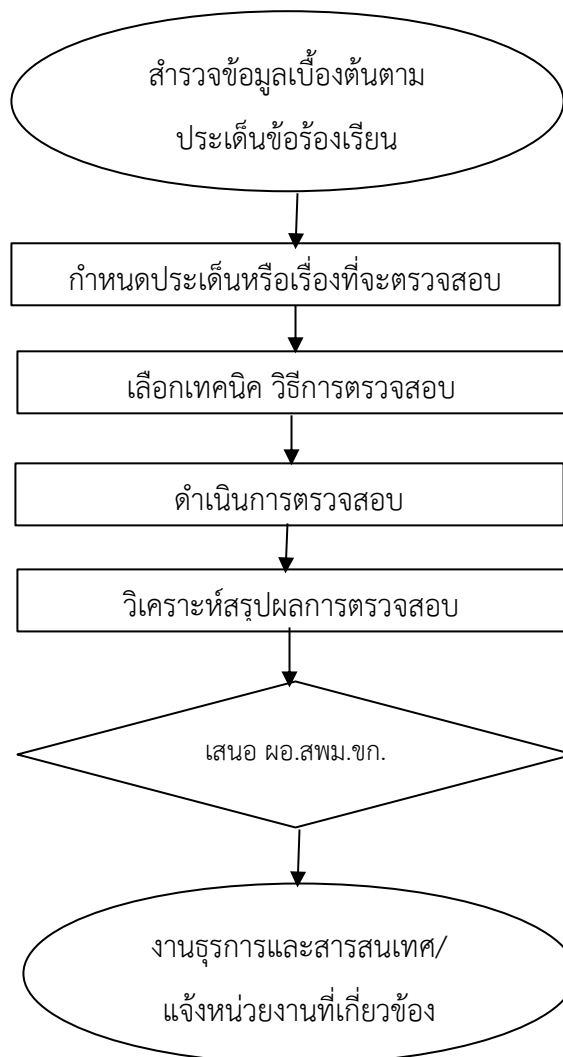 สำรวจข้อมูลเบื้องต้นตาม
ประเด็นข้อร้องเรียน
กำหนดประเด็นหรือเรื่องที่จะตรวจสอบ
เลือกเทคนิค วิธีการตรวจสอบ
ดำเนินการตรวจสอบ
วิเคราะห์สรุปผลการตรวจสอบ
เสนอ ผอ.สพม.ขก.
งานธุรการและสารสนเทศ/
แจ้งหน่วยงานที่เกี่ยวข้อง